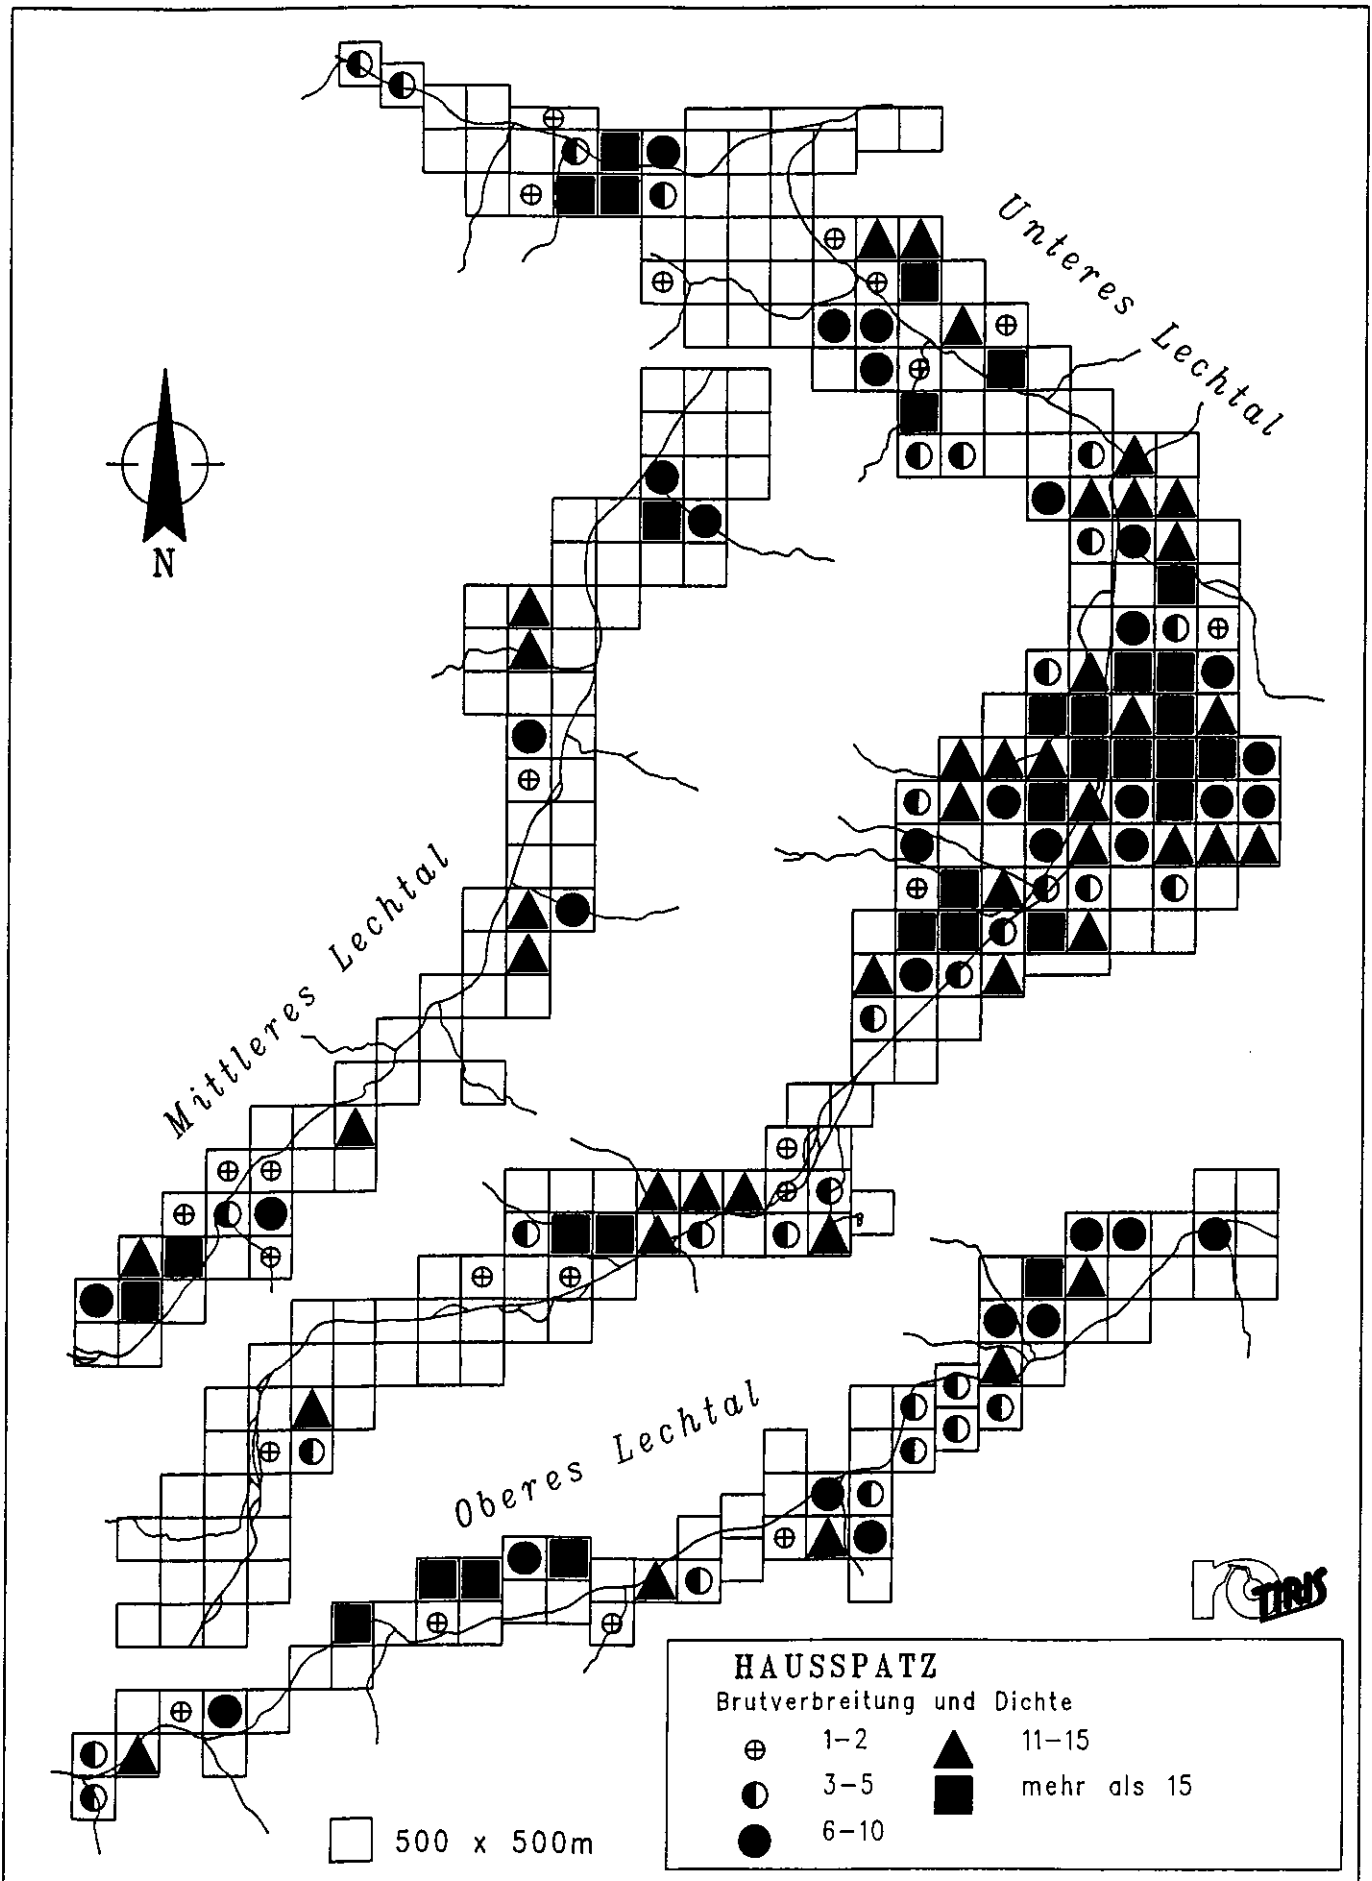 Unteres Lechtal
N
Mittleres Lechtal
Oberes Lechtal
TIRIS
HAUSSPATZ
Brutverbreitung und Dichte
1-2
11-15
3-5
mehr als 15
6-10
500 x 500m